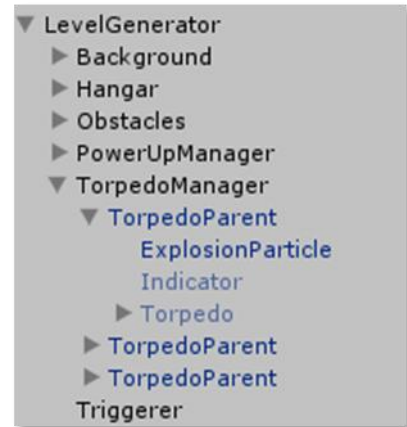 LevelGenerator
Background
Hangar
Obstacles
PowerUpManager
TorpedoManager
TorpedoParent
ExplosionParticle
Indicator
Torpedo
TorpedoParent
TorpedoParent
Triggerer